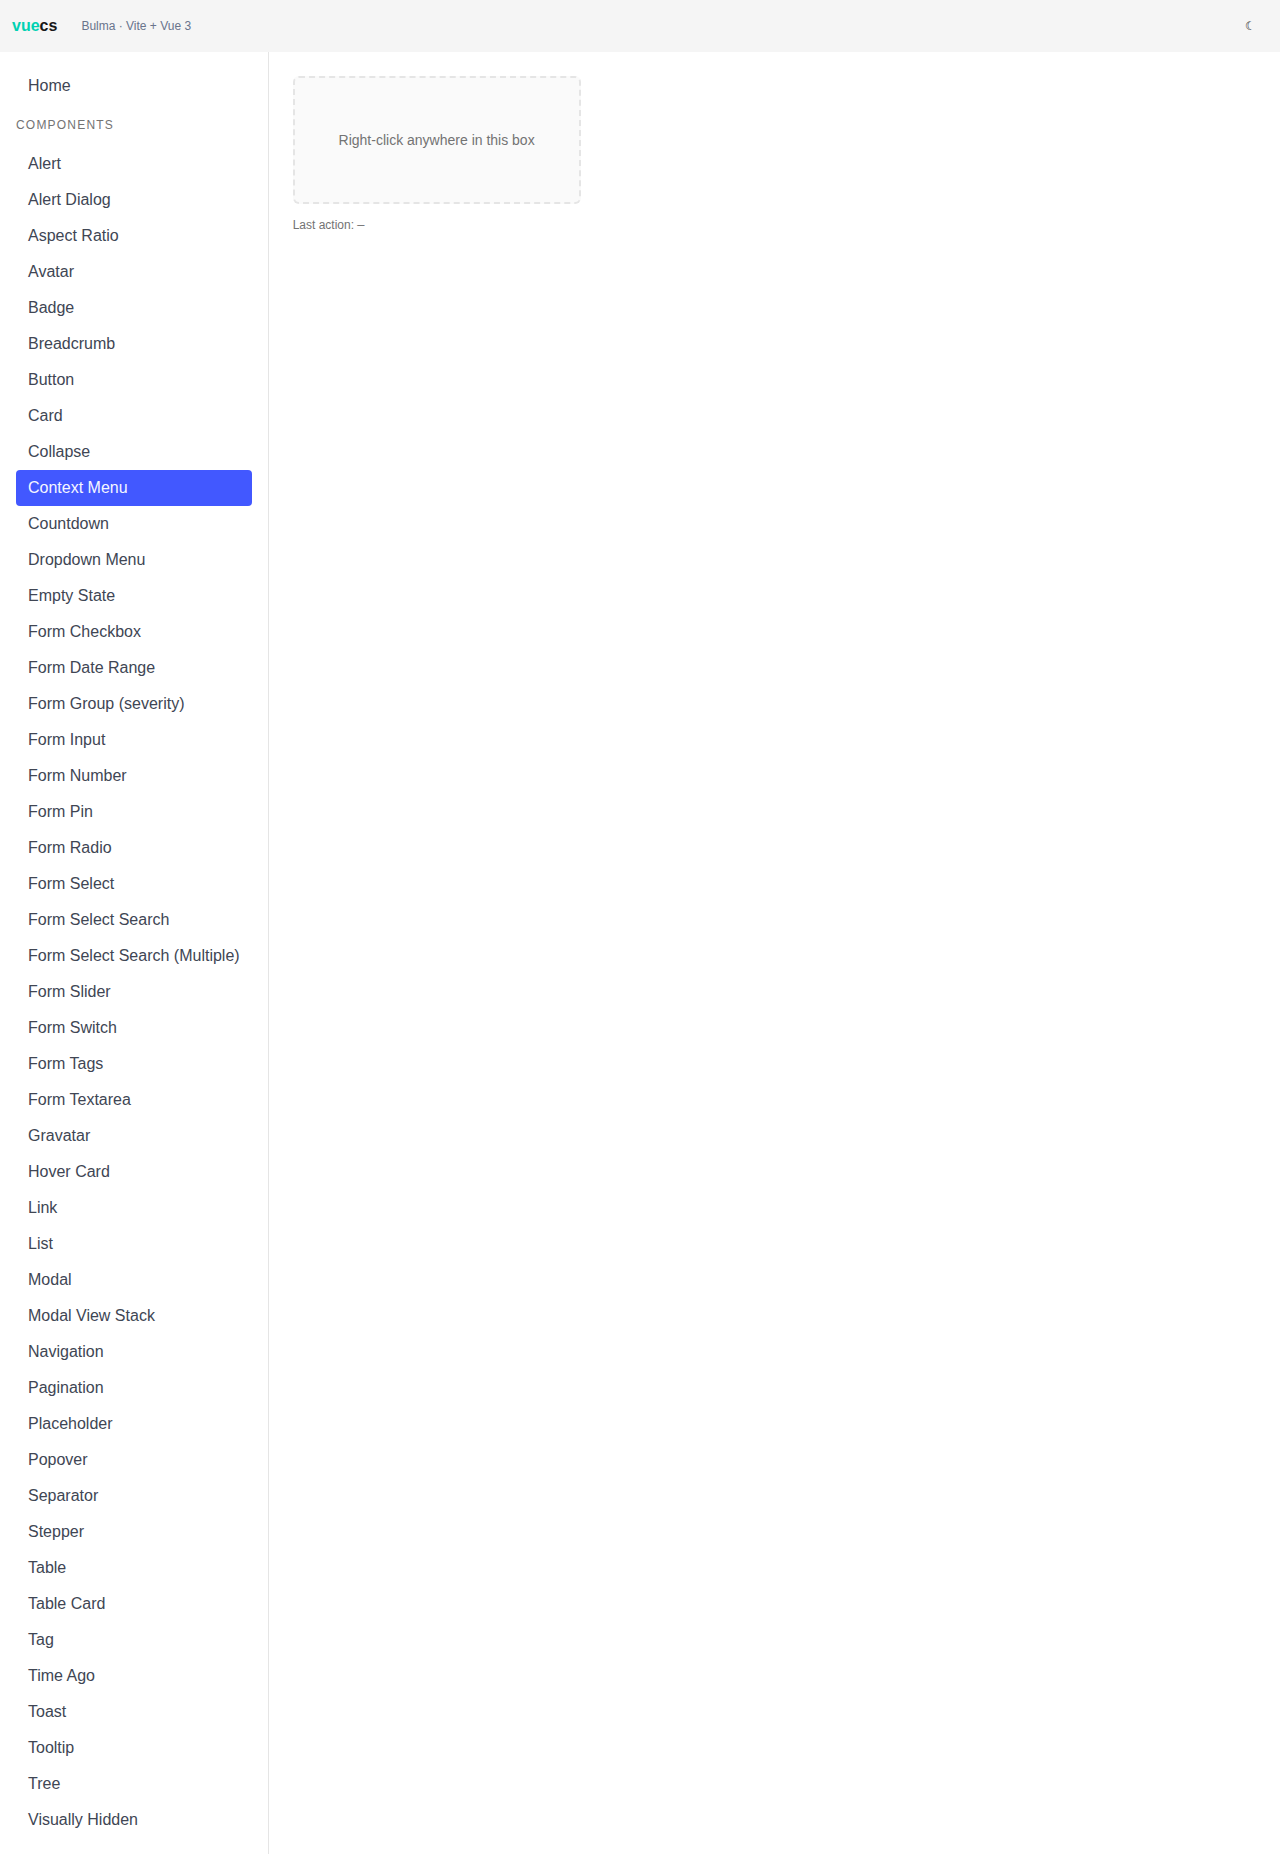 vuecs
Bulma · Vite + Vue 3
Home
COMPONENTS
Alert
Alert Dialog
Aspect Ratio
Avatar
Badge
Breadcrumb
Button
Card
Collapse
Context Menu
Countdown
Dropdown Menu
Empty State
Form Checkbox
Form Date Range
Form Group (severity)
Form Input
Form Number
Form Pin
Form Radio
Form Select
Form Select Search
Form Select Search (Multiple)
Form Slider
Form Switch
Form Tags
Form Textarea
Gravatar
Hover Card
Link
List
Modal
Modal View Stack
Navigation
Pagination
Placeholder
Popover
Separator
Stepper
Table
Table Card
Tag
Time Ago
Toast
Tooltip
Tree
Visually Hidden
Right-click anywhere in this box
Last action: —